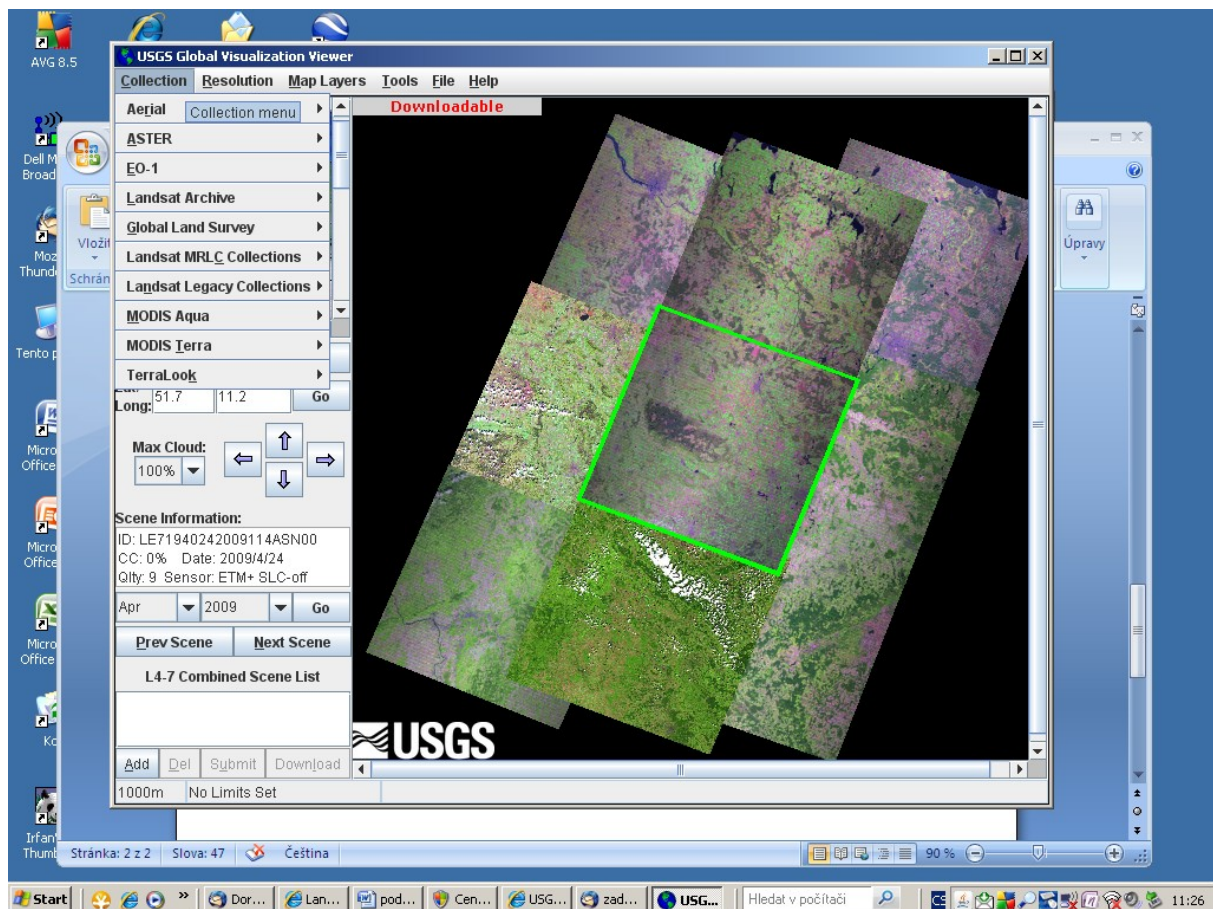 AVG 8.5
USGS Global Visualization Viewer
Collection Resolution Map Layers Tools File Help
Aerial
Collection menu
Downloadable
ASTER
EO-1
Landsat Archive
Global Land Survey
Landsat MRLC Collections
Landsat Legacy Collections
MODIS Aqua
MODIS Terra
TerraLook
Long: 51.7 11.2 Go
Max Cloud:
100%
Scene Information:
ID: LE71940242009114ASN00
CC: 0% Date: 2009/4/24
Qlty: 9 Sensor: ETM+ SLC-off
Apr 2009 Go
Prev Scene Next Scene
L4-7 Combined Scene List
Add Del Submit Download
1000m No Limits Set
USGS
Dell M
Broad
Moz
Thund
Tento p
Micro
Office
Micro
Office
Micro
Office
Irfan
Thumb
Vložit
Schrán
Úpravy
Stránka: 2 z 2 Slova: 47 Čeština 90 %
Start Dor... Lan... pod... Cen... USG... zad... USG... Hledat v počítači CS 11:26